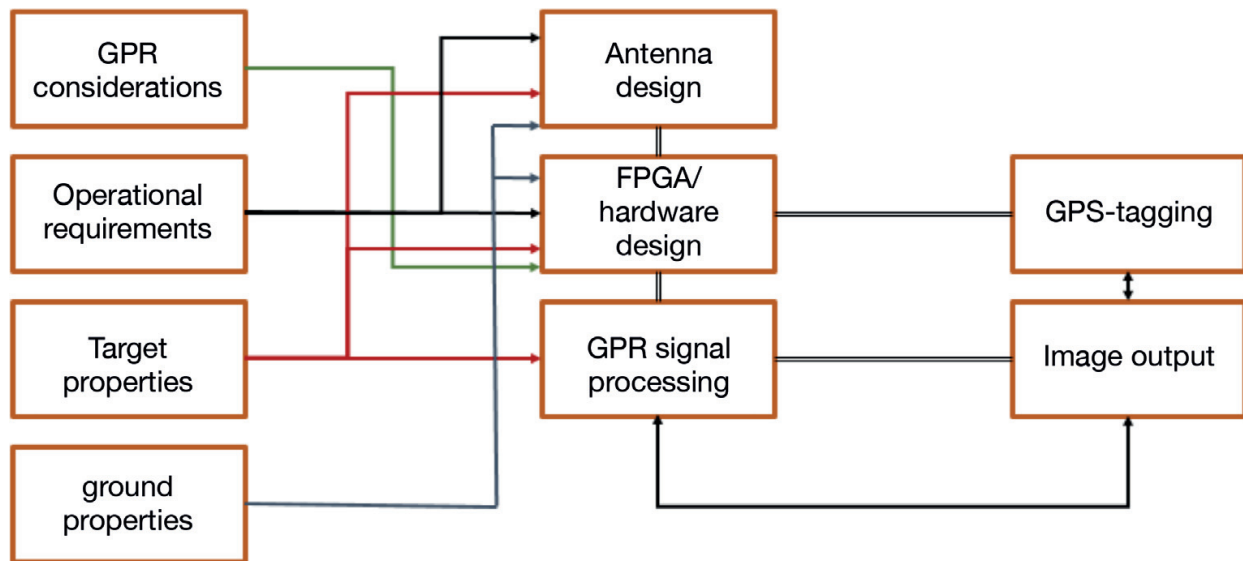 GPR
considerations
Antenna
design
Operational
requirements
FPGA/
hardware
design
GPS-tagging
Target
properties
GPR signal
processing
Image output
ground
properties